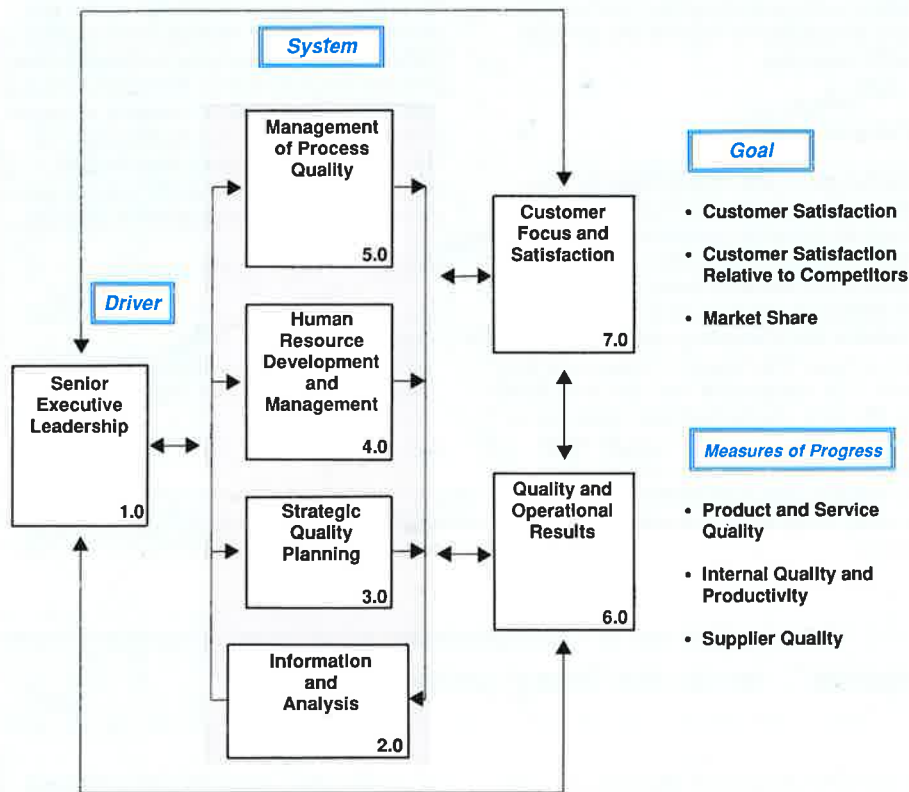 System
Management
of Process
Quality
5.0
Driver
Human
Resource
Development
and
Management
4.0
Senior
Executive
Leadership
1.0
Strategic
Quality
Planning
3.0
Information
and
Analysis
2.0
Customer
Focus and
Satisfaction
7.0
Quality and
Operational
Results
6.0
Goal
• Customer Satisfaction
• Customer Satisfaction
Relative to Competitors
• Market Share
Measures of Progress
• Product and Service
Quality
• Internal Quality and
Productivity
• Supplier Quality